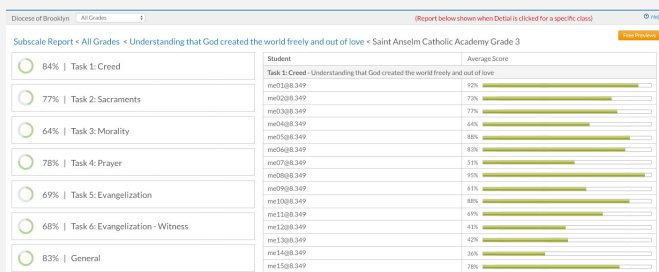 Diocese of Brooklyn All Grades (Report below shown when Detial is clicked for a specific class)
Free Previews
Subscale Report < All Grades < Understanding that God created the world freely and out of love < Saint Anselm Catholic Academy Grade 3
84% | Task 1: Creed
77% | Task 2: Sacraments
64% | Task 3: Morality
78% | Task 4: Prayer
69% | Task 5: Evangelization
68% | Task 6: Evangelization - Witness
83% | General
Student Average Score
Task 1: Creed - Understanding that God created the world freely and out of love
me01@8.349 92%
me02@8.349 73%
me03@8.349 77%
me04@8.349 64%
me05@8.349 88%
me06@8.349 83%
me07@8.349 51%
me08@8.349 95%
me09@8.349 61%
me10@8.349 88%
me11@8.349 69%
me12@8.349 41%
me13@8.349 42%
me14@8.349 36%
me15@8.349 78%